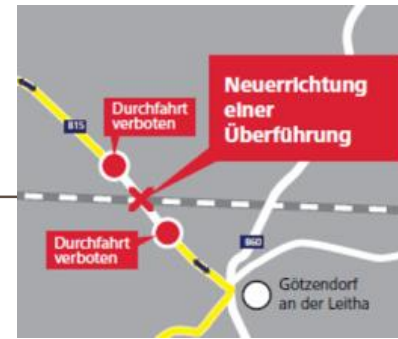 Neuerrichtung
einer
Überführung
Durchfahrt
verboten
B15
Durchfahrt
verboten
B60
Götzendorf
an der Leitha